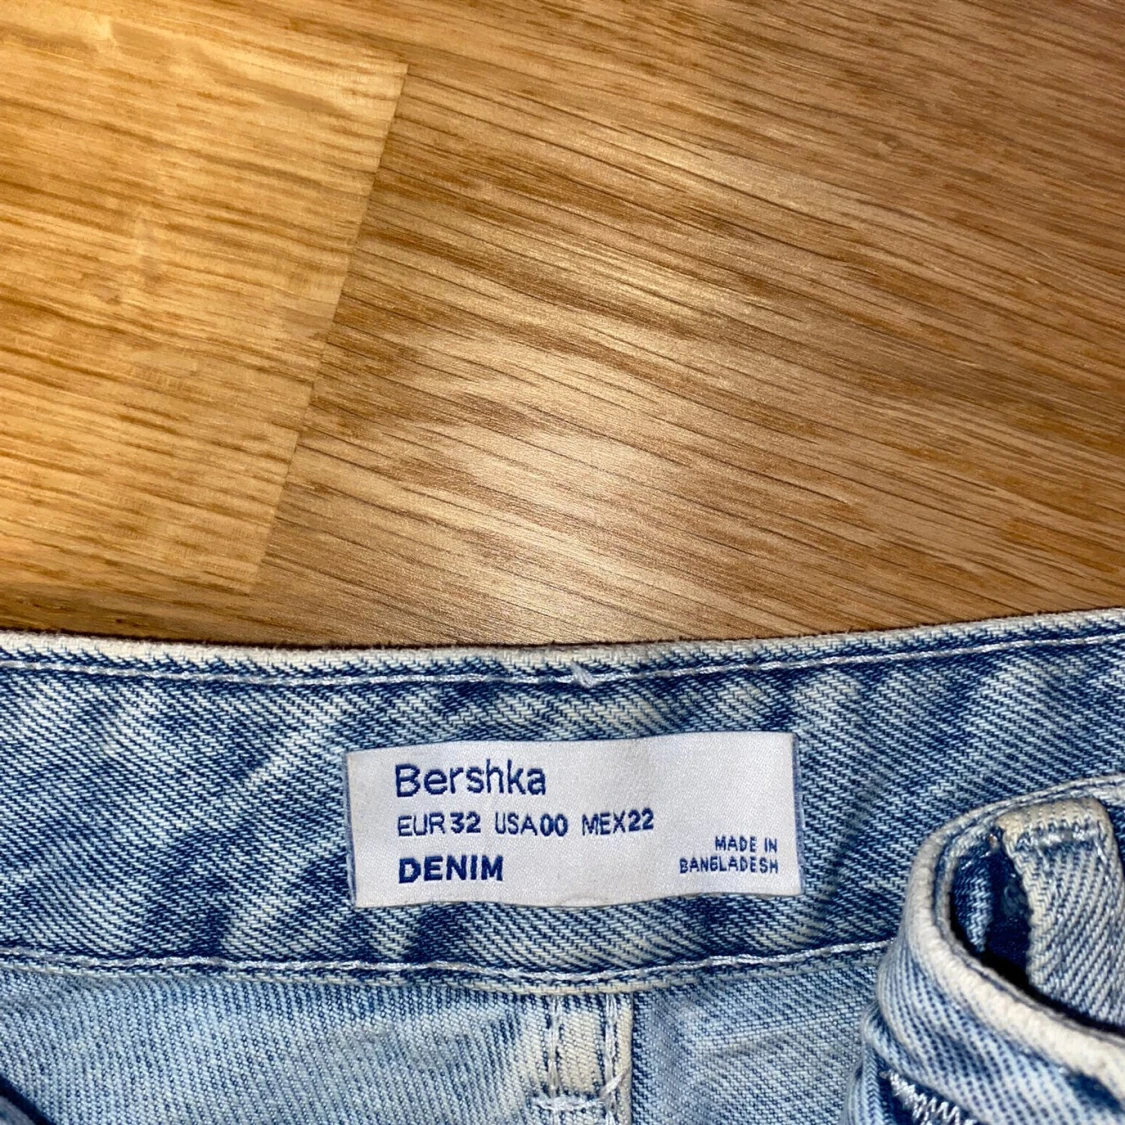 Bershka
EUR 32 USA 00 MEX 22
DENIM
MADE IN
BANGLADESH